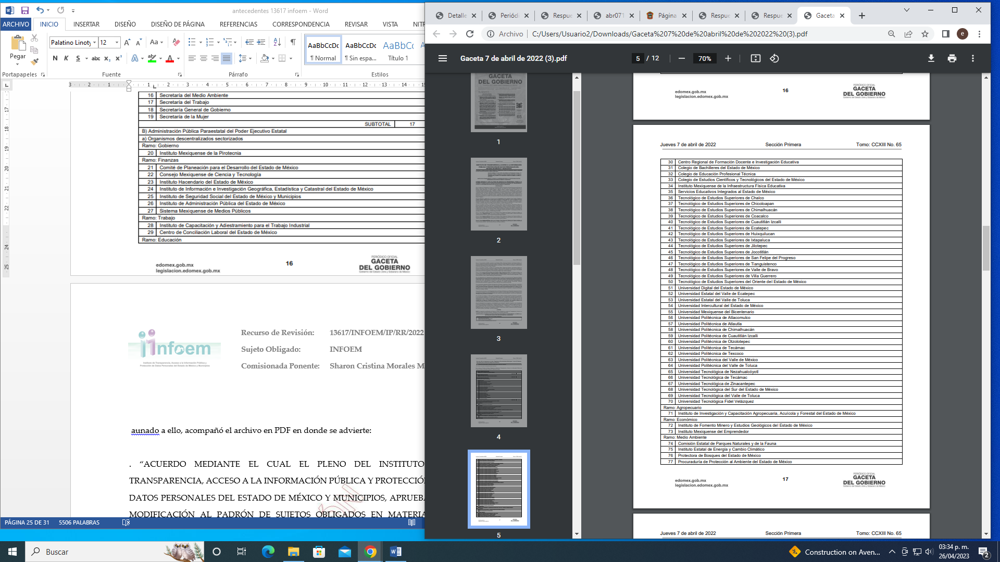 antecedentes 13617 infoem - Word
ARCHIVO INICIO INSERTAR DISEÑO DISEÑO DE PÁGINA REFERENCIAS CORRESPONDENCIA REVISAR VISTA NITR
Pegar
Palatino Linoty 12
N K S abc x₂ x²
AaBbCcDc AaBbCcDc AaBbCc
¶ Normal ¶ Sin espa... Título 1
Portapapeles Fuente Párrafo Estilos
16 Secretaría del Medio Ambiente
17 Secretaría del Trabajo
18 Secretaría General de Gobierno
19 Secretaría de la Mujer
SUBTOTAL 17
B) Administración Pública Paraestatal del Poder Ejecutivo Estatal
a) Organismos descentralizados sectorizados
Ramo: Gobierno
20 Instituto Mexiquense de la Pirotecnia
Ramo: Finanzas
21 Comité de Planeación para el Desarrollo del Estado de México
22 Consejo Mexiquense de Ciencia y Tecnología
23 Instituto Hacendario del Estado de México
24 Instituto de Información e Investigación Geográfica, Estadística y Catastral del Estado de México
25 Instituto de Seguridad Social del Estado de México y Municipios
26 Instituto de Administración Pública del Estado de México
27 Sistema Mexiquense de Medios Públicos
Ramo: Trabajo
28 Instituto de Capacitación y Adiestramiento para el Trabajo Industrial
29 Centro de Conciliación Laboral del Estado de México
Ramo: Educación
edomex.gob.mx
legislacion.edomex.gob.mx
16
PERIÓDICO OFICIAL
GACETA
DEL GOBIERNO
Gobierno del Estado Libre y Soberano de México
infoem
Instituto de Transparencia, Acceso a la Información Pública y
Protección de Datos Personales del Estado de México y Municipios
Recurso de Revisión: 13617/INFOEM/IP/RR/2022
Sujeto Obligado: INFOEM
Comisionada Ponente: Sharon Cristina Morales M
aunado a ello, acompañó el archivo en PDF en donde se advierte:
. “ACUERDO MEDIANTE EL CUAL EL PLENO DEL INSTITUTO
TRANSPARENCIA, ACCESO A LA INFORMACIÓN PÚBLICA Y PROTECCIÓN
DATOS PERSONALES DEL ESTADO DE MÉXICO Y MUNICIPIOS, APRUEBA
MODIFICACIÓN AL PADRÓN DE SUJETOS OBLIGADOS EN MATERIA
PÁGINA 25 DE 31 5506 PALABRAS
Detalle Periódi Respue abr071 Página Respue Respue Gaceta
Archivo C:/Users/Usuario2/Downloads/Gaceta%207%20de%20abril%20de%202022%20(3).pdf
e
Gaceta 7 de abril de 2022 (3).pdf
5 / 12
70%
GACETA
DEL GOBIERNO
65
1
2
3
4
5
edomex.gob.mx
legislacion.edomex.gob.mx
16
PERIÓDICO OFICIAL
GACETA
DEL GOBIERNO
Gobierno del Estado Libre y Soberano de México
Jueves 7 de abril de 2022 Sección Primera Tomo: CCXIII No. 65
30 Centro Regional de Formación Docente e Investigación Educativa
31 Colegio de Bachilleres del Estado de México
32 Colegio de Educación Profesional Técnica
33 Colegio de Estudios Científicos y Tecnológicos del Estado de México
34 Instituto Mexiquense de la Infraestructura Física Educativa
35 Servicios Educativos Integrados al Estado de México
36 Tecnológico de Estudios Superiores de Chalco
37 Tecnológico de Estudios Superiores de Chicoloapan
38 Tecnológico de Estudios Superiores de Chimalhuacán
39 Tecnológico de Estudios Superiores de Coacalco
40 Tecnológico de Estudios Superiores de Cuautitlán Izcalli
41 Tecnológico de Estudios Superiores de Ecatepec
42 Tecnológico de Estudios Superiores de Huixquilucan
43 Tecnológico de Estudios Superiores de Ixtapaluca
44 Tecnológico de Estudios Superiores de Jilotepec
45 Tecnológico de Estudios Superiores de Jocotitlán
46 Tecnológico de Estudios Superiores de San Felipe del Progreso
47 Tecnológico de Estudios Superiores de Tianguistenco
48 Tecnológico de Estudios Superiores de Valle de Bravo
49 Tecnológico de Estudios Superiores de Villa Guerrero
50 Tecnológico de Estudios Superiores del Oriente del Estado de México
51 Universidad Digital del Estado de México
52 Universidad Estatal del Valle de Ecatepec
53 Universidad Estatal del Valle de Toluca
54 Universidad Intercultural del Estado de México
55 Universidad Mexiquense del Bicentenario
56 Universidad Politécnica de Atlacomulco
57 Universidad Politécnica de Atlautla
58 Universidad Politécnica de Chimalhuacán
59 Universidad Politécnica de Cuautitlán Izcalli
60 Universidad Politécnica de Otzolotepec
61 Universidad Politécnica de Tecámac
62 Universidad Politécnica de Texcoco
63 Universidad Politécnica del Valle de México
64 Universidad Politécnica del Valle de Toluca
65 Universidad Tecnológica de Nezahualcóyotl
66 Universidad Tecnológica de Tecámac
67 Universidad Tecnológica de Zinacantepec
68 Universidad Tecnológica del Sur del Estado de México
69 Universidad Tecnológica del Valle de Toluca
70 Universidad Tecnológica Fidel Velázquez
Ramo: Agropecuario
71 Instituto de Investigación y Capacitación Agropecuaria, Acuícola y Forestal del Estado de México
Ramo: Económico
72 Instituto de Fomento Minero y Estudios Geológicos del Estado de México
73 Instituto Mexiquense del Emprendedor
Ramo: Medio Ambiente
74 Comisión Estatal de Parques Naturales y de la Fauna
75 Instituto Estatal de Energía y Cambio Climático
76 Protectora de Bosques del Estado de México
77 Procuraduría de Protección al Ambiente del Estado de México
edomex.gob.mx
legislacion.edomex.gob.mx
17
PERIÓDICO OFICIAL
GACETA
DEL GOBIERNO
Gobierno del Estado Libre y Soberano de México
Jueves 7 de abril de 2022 Sección Primera Tomo: CCXIII No. 65
Buscar
Construction on Aven...
03:34 p. m.
26/04/2023
2